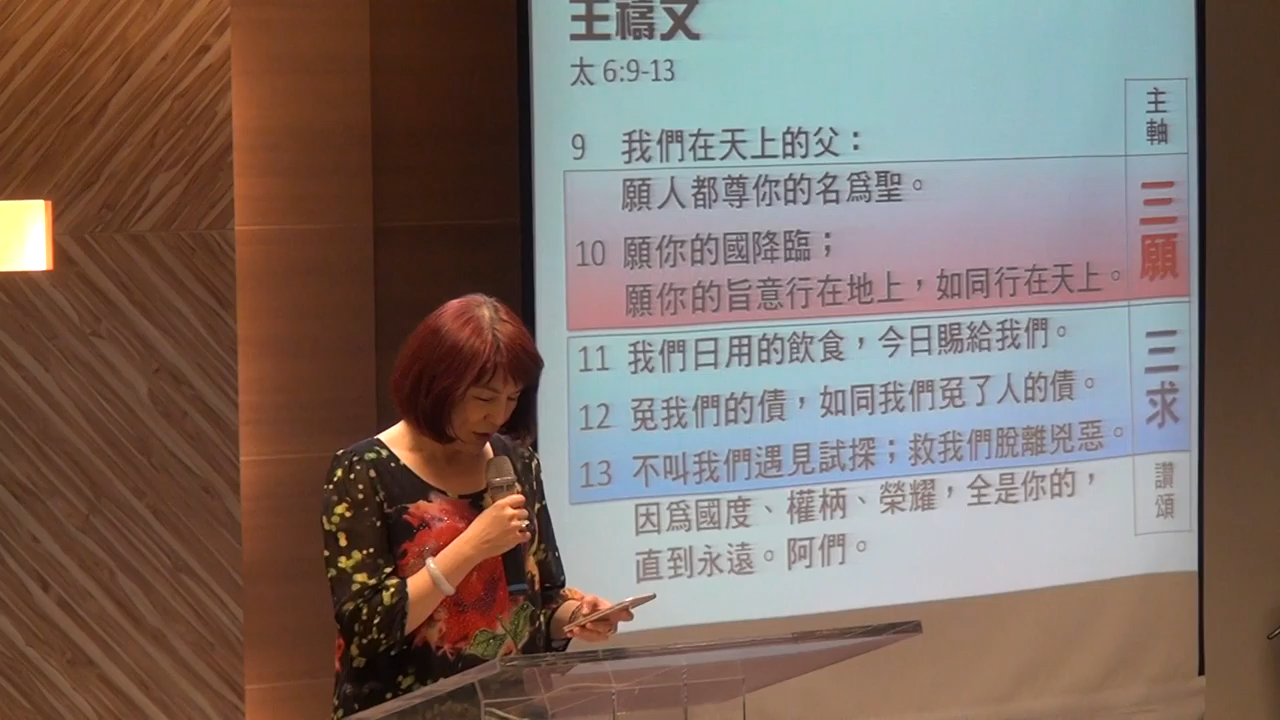 主禱文
太 6:9-13
主軸
9 我們在天上的父：
願人都尊你的名爲聖。
三願
10 願你的國降臨；
願你的旨意行在地上，如同行在天上。
11 我們日用的飲食，今日賜給我們。
三求
12 免我們的債，如同我們免了人的債。
13 不叫我們遇見試探；救我們脫離兇惡。
讚頌
因爲國度、權柄、榮耀，全是你的，
直到永遠。阿們。